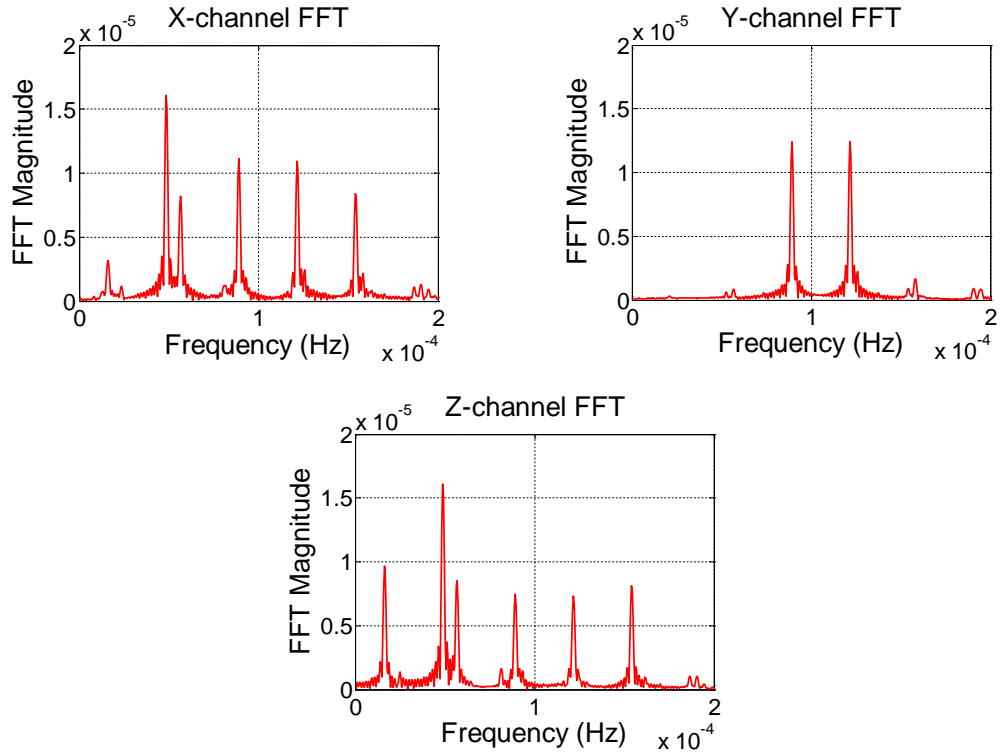 X-channel FFT
x 10^-5
2
1.5
1
0.5
0
FFT Magnitude
0 1 2
Frequency (Hz) x 10^-4
Y-channel FFT
x 10^-5
2
1.5
1
0.5
0
FFT Magnitude
0 1 2
Frequency (Hz) x 10^-4
Z-channel FFT
x 10^-5
2
1.5
1
0.5
0
FFT Magnitude
0 1 2
Frequency (Hz) x 10^-4